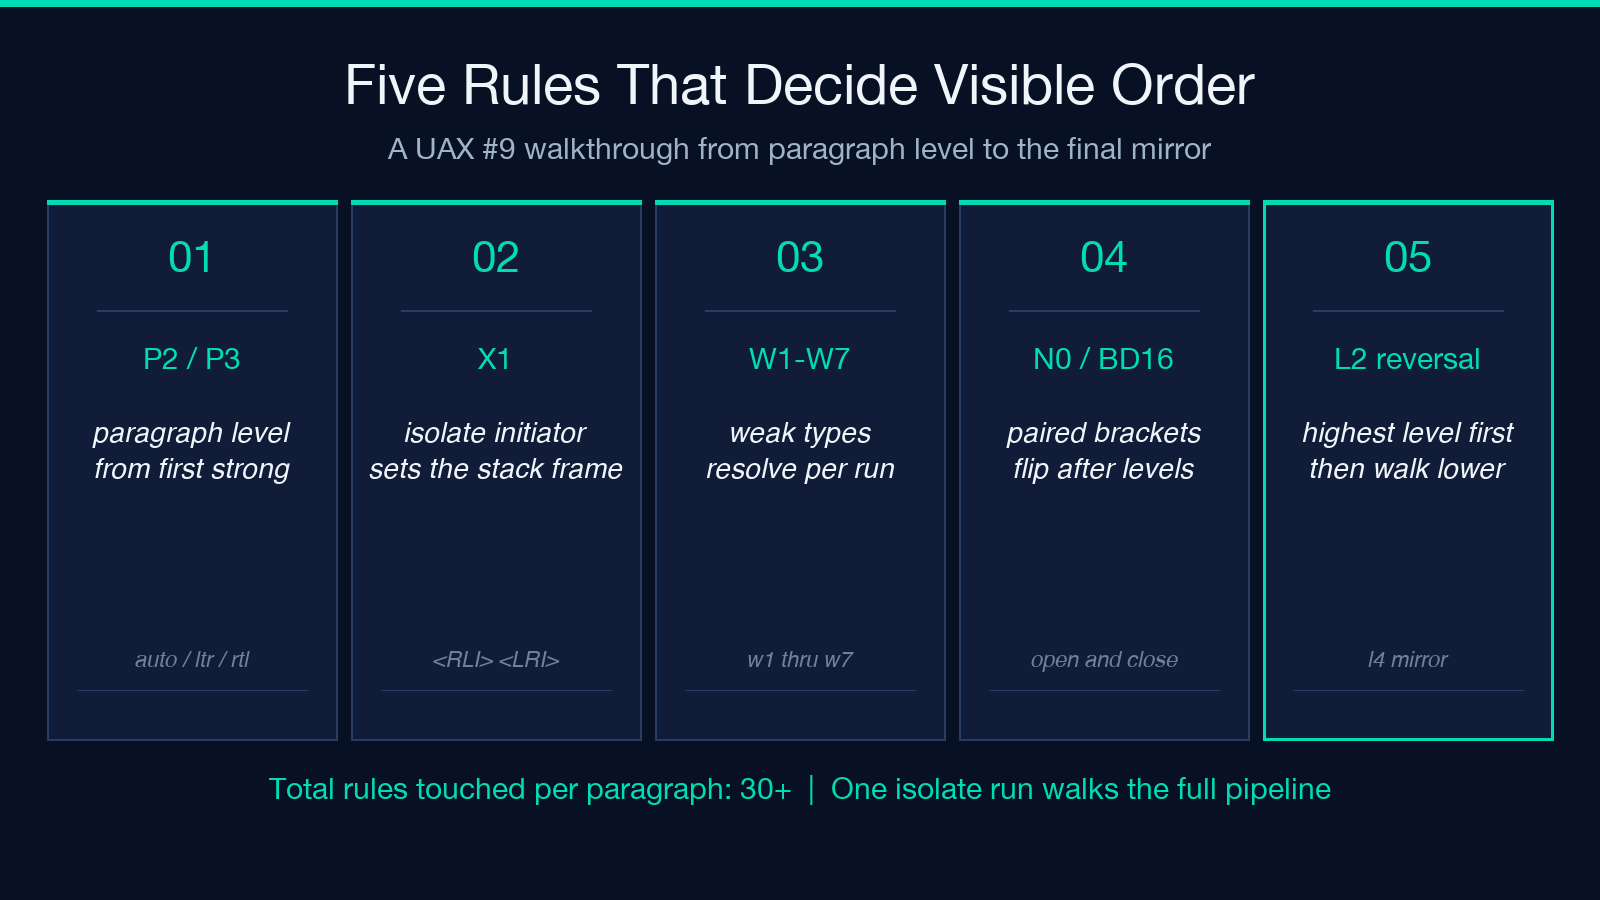 Five Rules That Decide Visible Order
A UAX #9 walkthrough from paragraph level to the final mirror
01
P2 / P3
paragraph level
from first strong
auto / ltr / rtl
02
X1
isolate initiator
sets the stack frame
<RLI> <LRI>
03
W1-W7
weak types
resolve per run
w1 thru w7
04
N0 / BD16
paired brackets
flip after levels
open and close
05
L2 reversal
highest level first
then walk lower
l4 mirror
Total rules touched per paragraph: 30+ | One isolate run walks the full pipeline